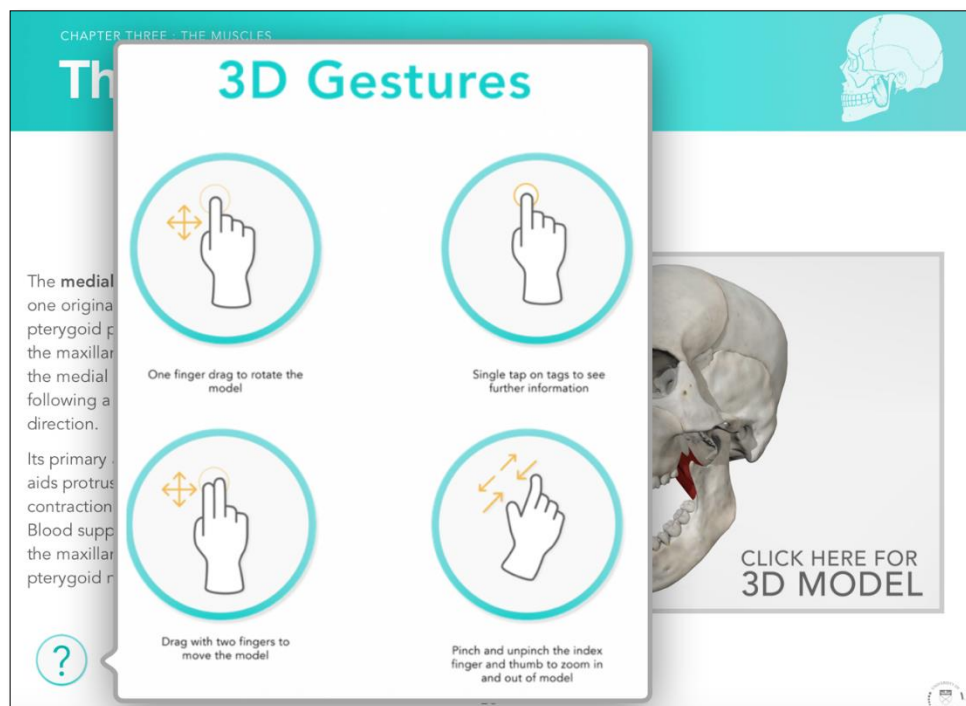 CHAPTER THREE : THE MUSCLES
Th
3D Gestures
One finger drag to rotate the
model
Single tap on tags to see
further information
Drag with two fingers to
move the model
Pinch and unpinch the index
finger and thumb to zoom in
and out of model
The medial
one origina
pterygoid p
the maxillar
the medial
following a
direction.
Its primary
aids protrus
contraction
Blood supp
the maxillar
pterygoid n
CLICK HERE FOR
3D MODEL
?